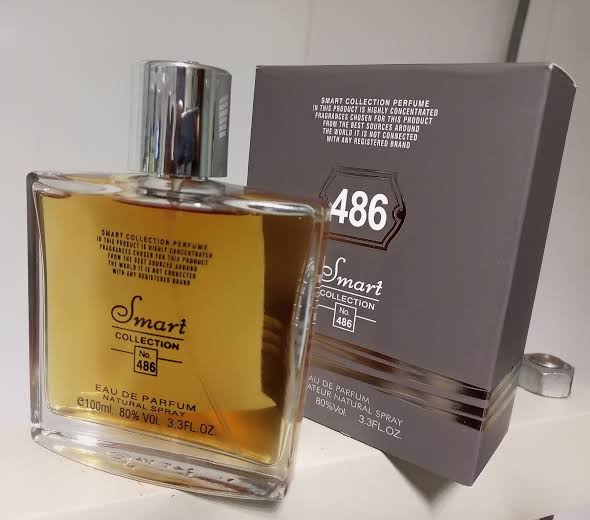 SMART COLLECTION PERFUME
IN THIS PRODUCT IS HIGHLY CONCENTRATED
FRAGRANCES CHOSEN FOR THIS PRODUCT
FROM THE BEST SOURCES AROUND
THE WORLD IT IS NOT CONNECTED
WITH ANY REGISTERED BRAND
Smart
COLLECTION
No.
486
EAU DE PARFUM
NATURAL SPRAY
e100ml. 80% Vol. 3.3FL.OZ.
SMART COLLECTION PERFUME
IN THIS PRODUCT IS HIGHLY CONCENTRATED
FRAGRANCES CHOSEN FOR THIS PRODUCT
FROM THE BEST SOURCES AROUND
THE WORLD IT IS NOT CONNECTED
WITH ANY REGISTERED BRAND
486
Smart
COLLECTION
No.
486
AU DE PARFUM
ATEUR NATURAL SPRAY
80%Vol. 3.3FL.OZ.